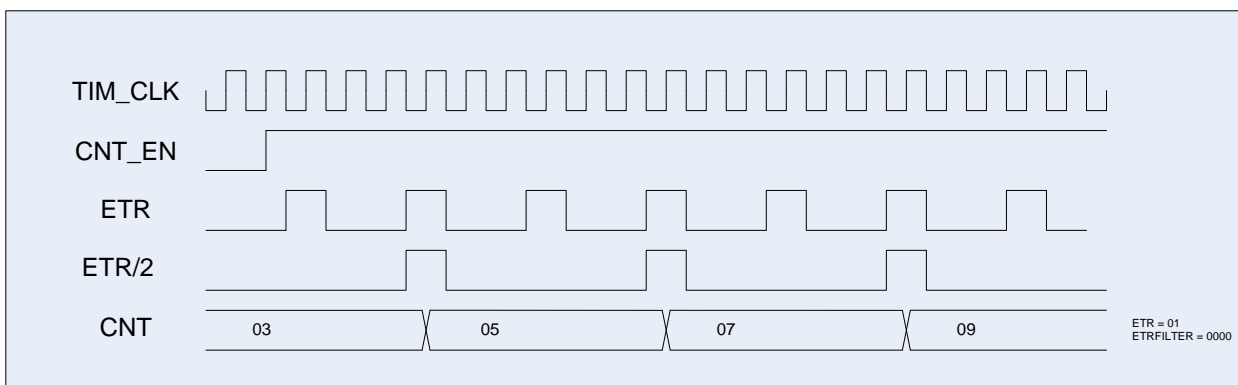 TIM_CLK
CNT_EN
ETR
ETR/2
CNT
03
05
07
09
ETR = 01
ETRFILTER = 0000